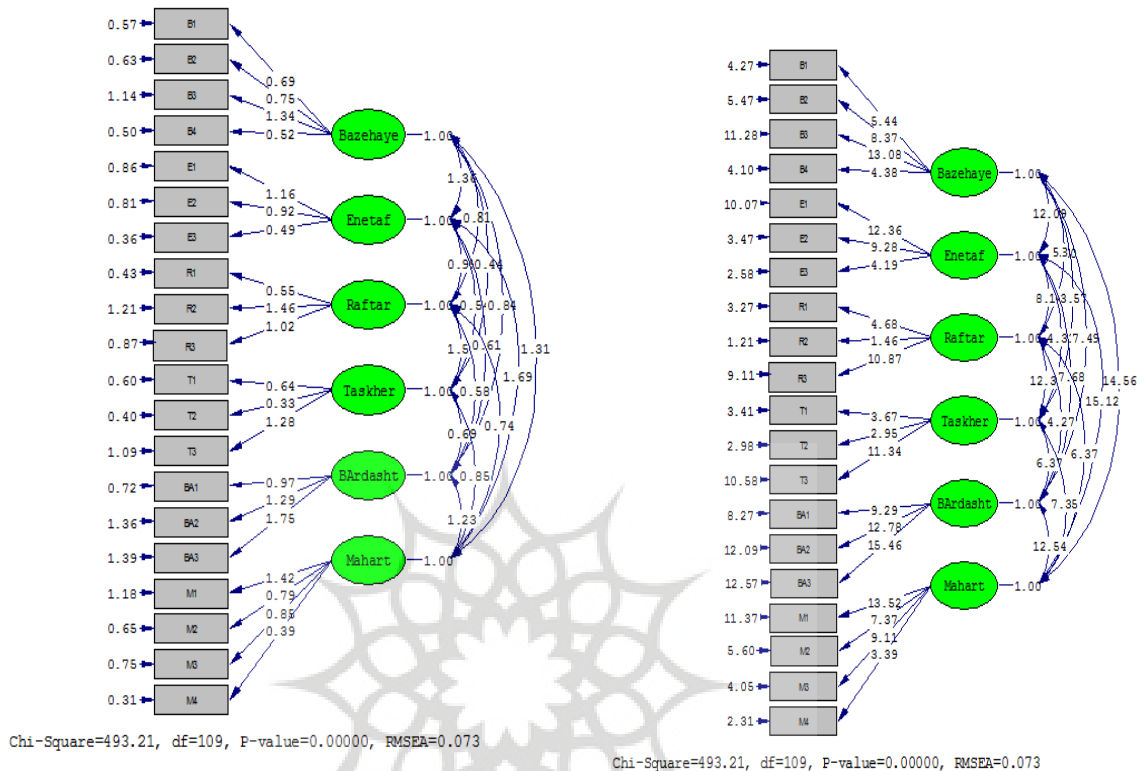 0.57 B1
0.63 B2
1.14 B3
0.50 B4
0.86 E1
0.81 E2
0.36 E3
0.43 R1
1.21 R2
0.87 R3
0.60 T1
0.40 T2
1.09 T3
0.72 BA1
1.36 BA2
1.39 BA3
1.18 M1
0.65 M2
0.75 M3
0.31 M4
0.69
0.75
1.34
0.52
1.16
0.92
0.49
0.55
1.46
1.02
0.64
0.33
1.28
0.97
1.29
1.75
1.42
0.79
0.85
0.39
Bazehaye 1.00
Enetaf 1.00
Raftar 1.00
Taskher 1.00
BArdasht 1.00
Mahart 1.00
1.36
0.81
0.44
0.84
0.61
1.31
1.69
0.58
0.74
0.69
0.85
1.23
Chi-Square=493.21, df=109, P-value=0.00000, RMSEA=0.073
4.27 B1
5.47 B2
11.28 B3
4.10 B4
10.07 E1
3.47 E2
2.58 E3
3.27 R1
1.21 R2
9.11 R3
3.41 T1
2.98 T2
10.58 T3
8.27 BA1
12.09 BA2
12.57 BA3
11.37 M1
5.60 M2
4.05 M3
2.31 M4
5.44
8.37
13.08
4.38
12.36
9.28
4.19
4.68
1.46
10.87
3.67
2.95
11.34
9.29
12.78
15.46
13.52
7.37
9.11
3.39
Bazehaye 1.00
Enetaf 1.00
Raftar 1.00
Taskher 1.00
BArdasht 1.00
Mahart 1.00
12.09
3.57
7.49
7.68
14.56
15.12
4.27
6.37
6.37
7.35
12.54
Chi-Square=493.21, df=109, P-value=0.00000, RMSEA=0.073